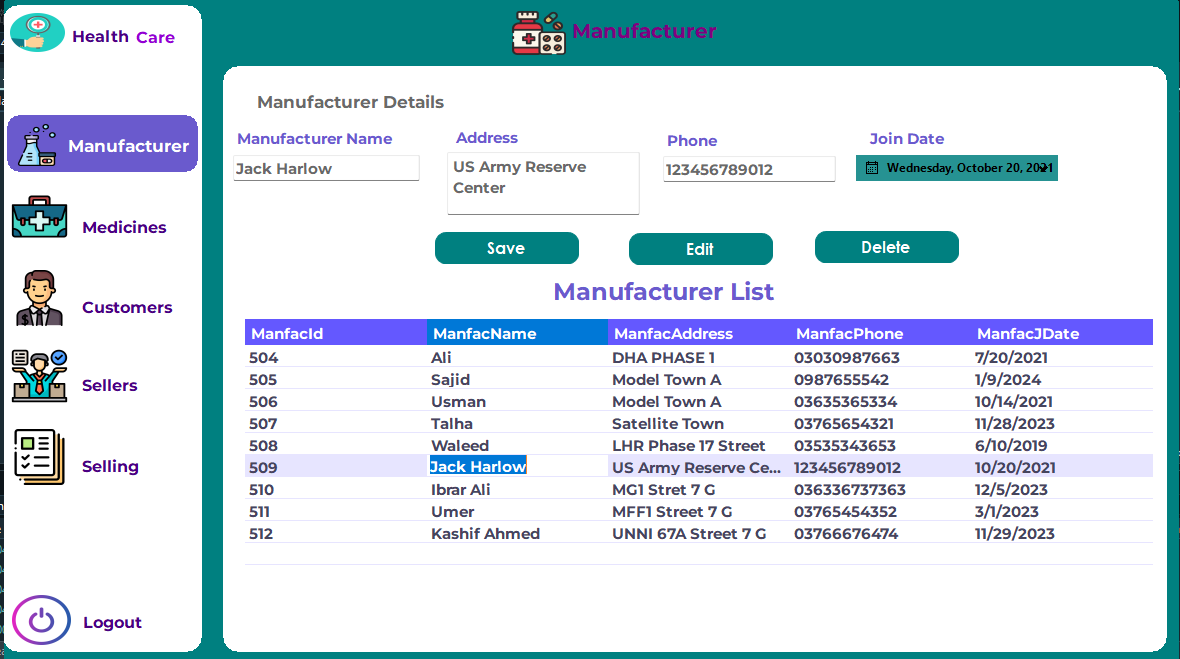 Health Care
Manufacturer
Manufacturer
Medicines
Customers
Sellers
Selling
Logout
Manufacturer Details
Manufacturer Name Address Phone Join Date
Jack Harlow
US Army Reserve
Center
123456789012
Wednesday, October 20, 2021
Save Edit Delete
Manufacturer List
ManfacId ManfacName ManfacAddress ManfacPhone ManfacJDate
504 Ali DHA PHASE 1 03030987663 7/20/2021
505 Sajid Model Town A 0987655542 1/9/2024
506 Usman Model Town A 03635365334 10/14/2021
507 Talha Satellite Town 03765654321 11/28/2023
508 Waleed LHR Phase 17 Street 03535343653 6/10/2019
509 Jack Harlow US Army Reserve Ce... 123456789012 10/20/2021
510 Ibrar Ali MG1 Stret 7 G 036336737363 12/5/2023
511 Umer MFF1 Street 7 G 03765454352 3/1/2023
512 Kashif Ahmed UNNI 67A Street 7 G 03766676474 11/29/2023